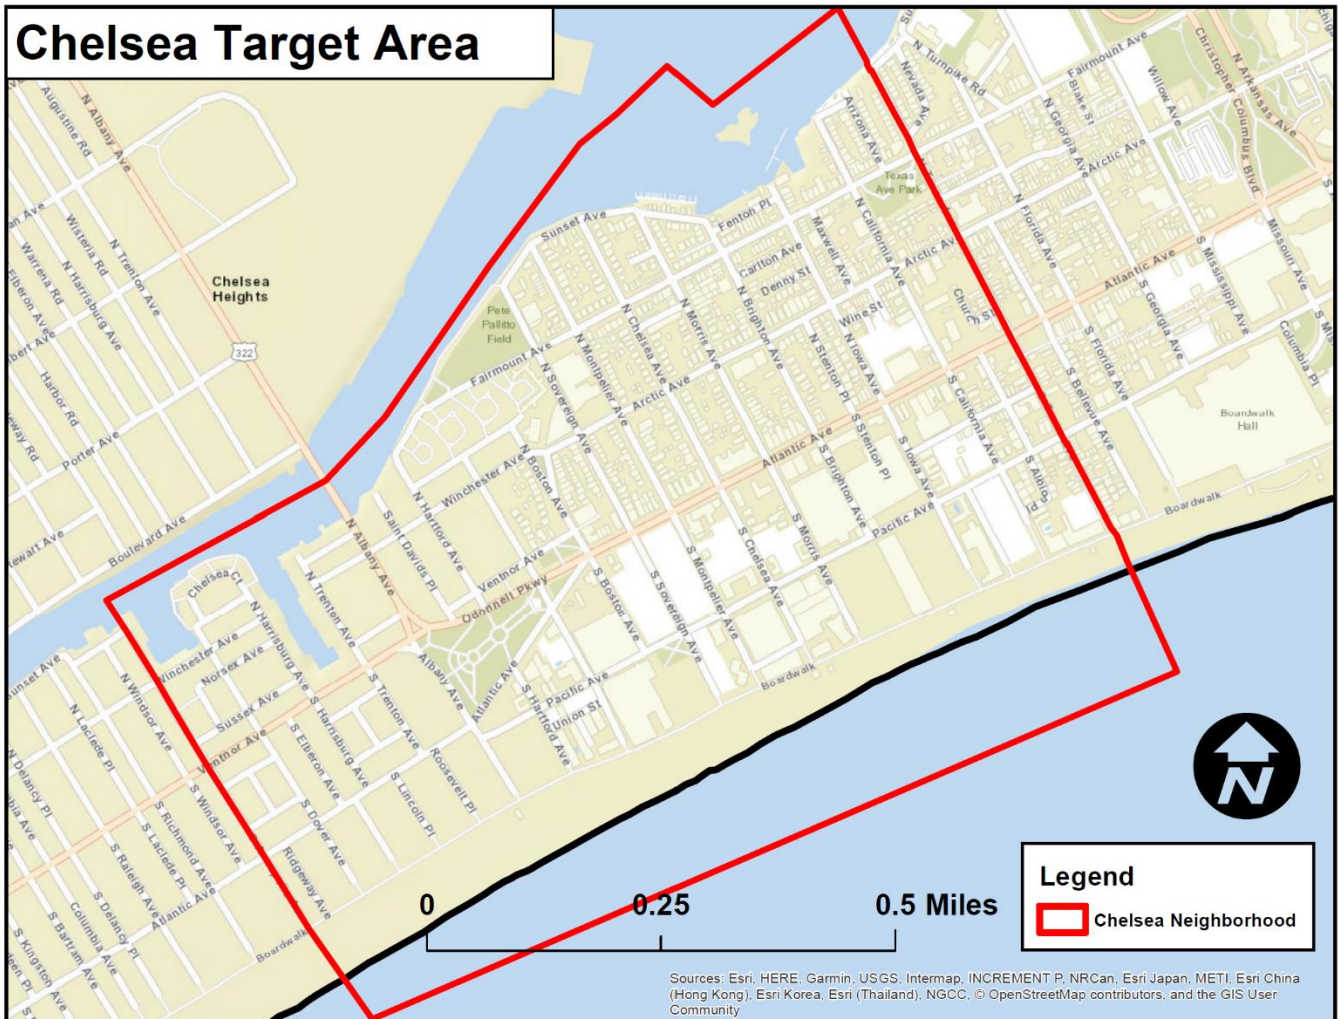 Chelsea Target Area
N Albany Ave
Augustine Rd
Wisteria Rd
N Trenton Ave
N Harrisburg Ave
Warrena Rd
Elberon Ave
Harbor Rd
Porter Ave
Boulevard Ave
Chelsea
Heights
322
Sunset Ave
Pete
Pallitto
Field
Fairmount Ave
Fenton Pl
Carlton Ave
Denny St
Maxwell Ave
N California Ave
Arizona Ave
Nevada Ave
N Turnpike Rd
Fairmount Ave
Blake St
Willow Ave
N Georgia Ave
Arctic Ave
Christopher Columbus Blvd
N Arkansas Ave
Texas
Ave Park
N Florida Ave
Arctic Ave
Atlantic Ave
Church St
Wine St
Missouri Ave
S Mississippi Ave
S Georgia Ave
Columbia Pl
S Florida Ave
S Bellevue Ave
Boardwalk
Hall
Boardwalk
N Chelsea Ave
N Morris Ave
N Brighton Ave
N Stenton Pl
N Iowa Ave
N Montpelier Ave
N Sovereign Ave
Arctic Ave
N Boston Ave
Winchester Ave
N Hartford Ave
Saint Davids Pl
N Albany Ave
Ventnor Ave
Odonnell Pkwy
Atlantic Ave
S Stenton Pl
S Brighton Ave
S Iowa Ave
S California Ave
S Albion Pl
Pacific Ave
S Morris Ave
S Chelsea Ave
S Montpelier Ave
S Sovereign Ave
S Boston Ave
Boardwalk
Pacific Ave
Union St
S Hartford Ave
Atlantic Ave
Albany Ave
Chelsea Ct
N Harrisburg Ave
N Trenton Ave
Winchester Ave
Norsex Ave
Sussex Ave
Ventnor Ave
N Windsor Ave
Sunset Ave
N Laclede Pl
N Delancy Pl
S Trenton Ave
Roosevelt Pl
S Harrisburg Ave
S Elberon Ave
S Lincoln Pl
S Dover Ave
Ridgeway Ave
S Windsor Ave
S Richmond Ave
S Laclede Pl
S Raleigh Ave
Atlantic Ave
S Delancy Pl
Columbia Ave
S Bartram Ave
S Kingston Ave
Boardwalk
0 0.25 0.5 Miles
N
Legend
Chelsea Neighborhood
Sources: Esri, HERE, Garmin, USGS, Intermap, INCREMENT P, NRCan, Esri Japan, METI, Esri China
(Hong Kong), Esri Korea, Esri (Thailand), NGCC, © OpenStreetMap contributors, and the GIS User
Community